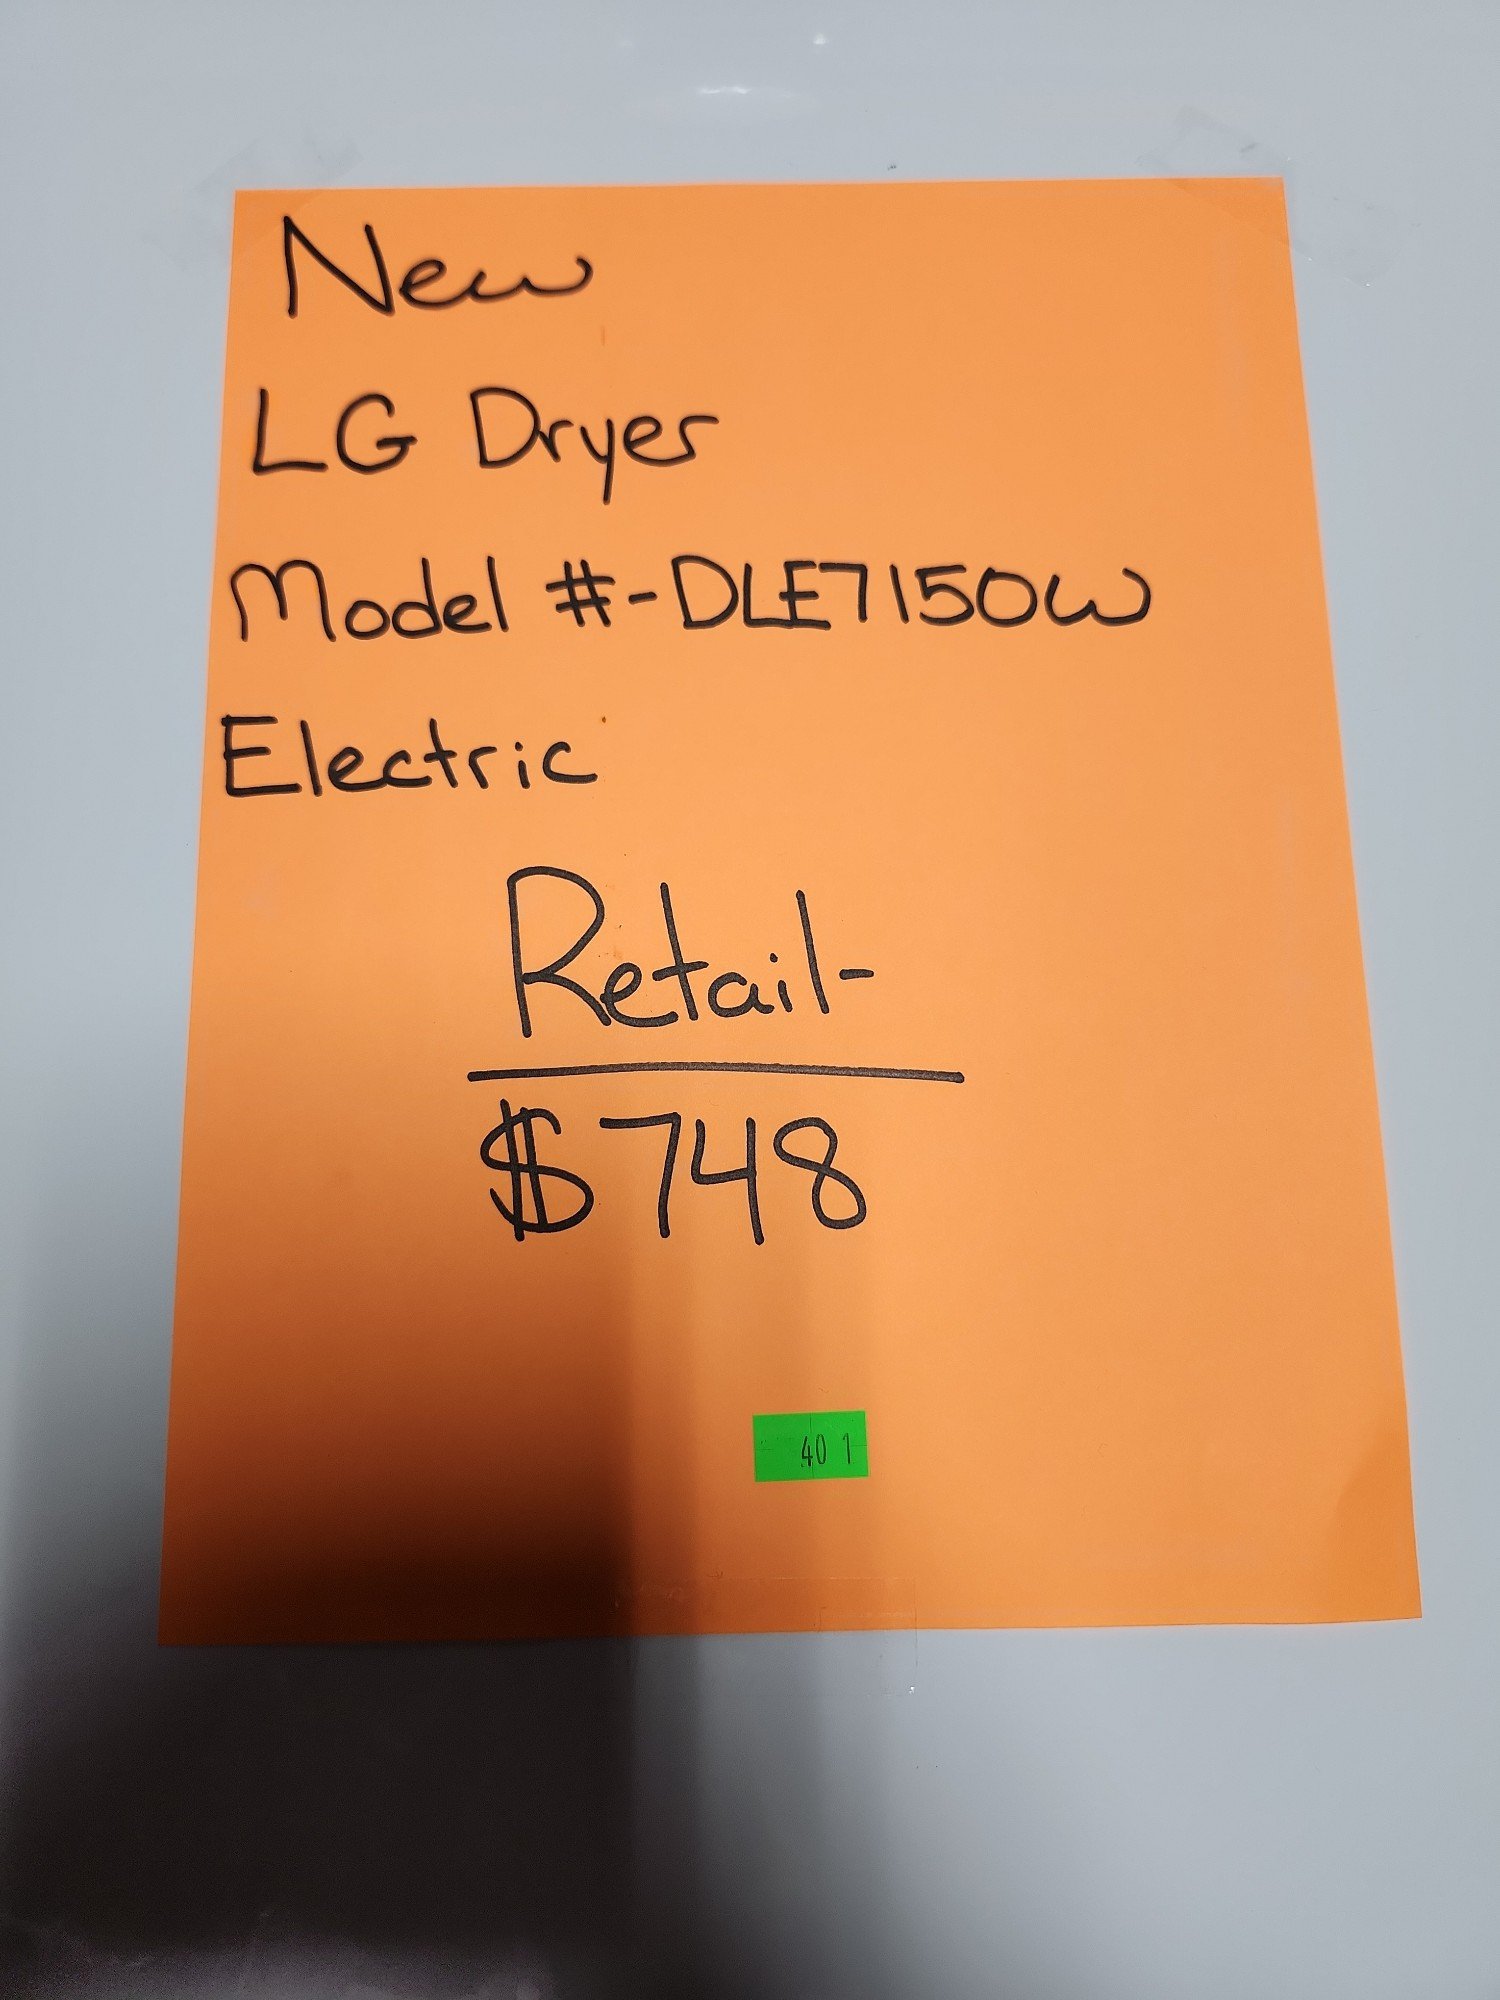 New
LG Dryer
Model #-DLE7150W
Electric
Retail-
$748
40 1